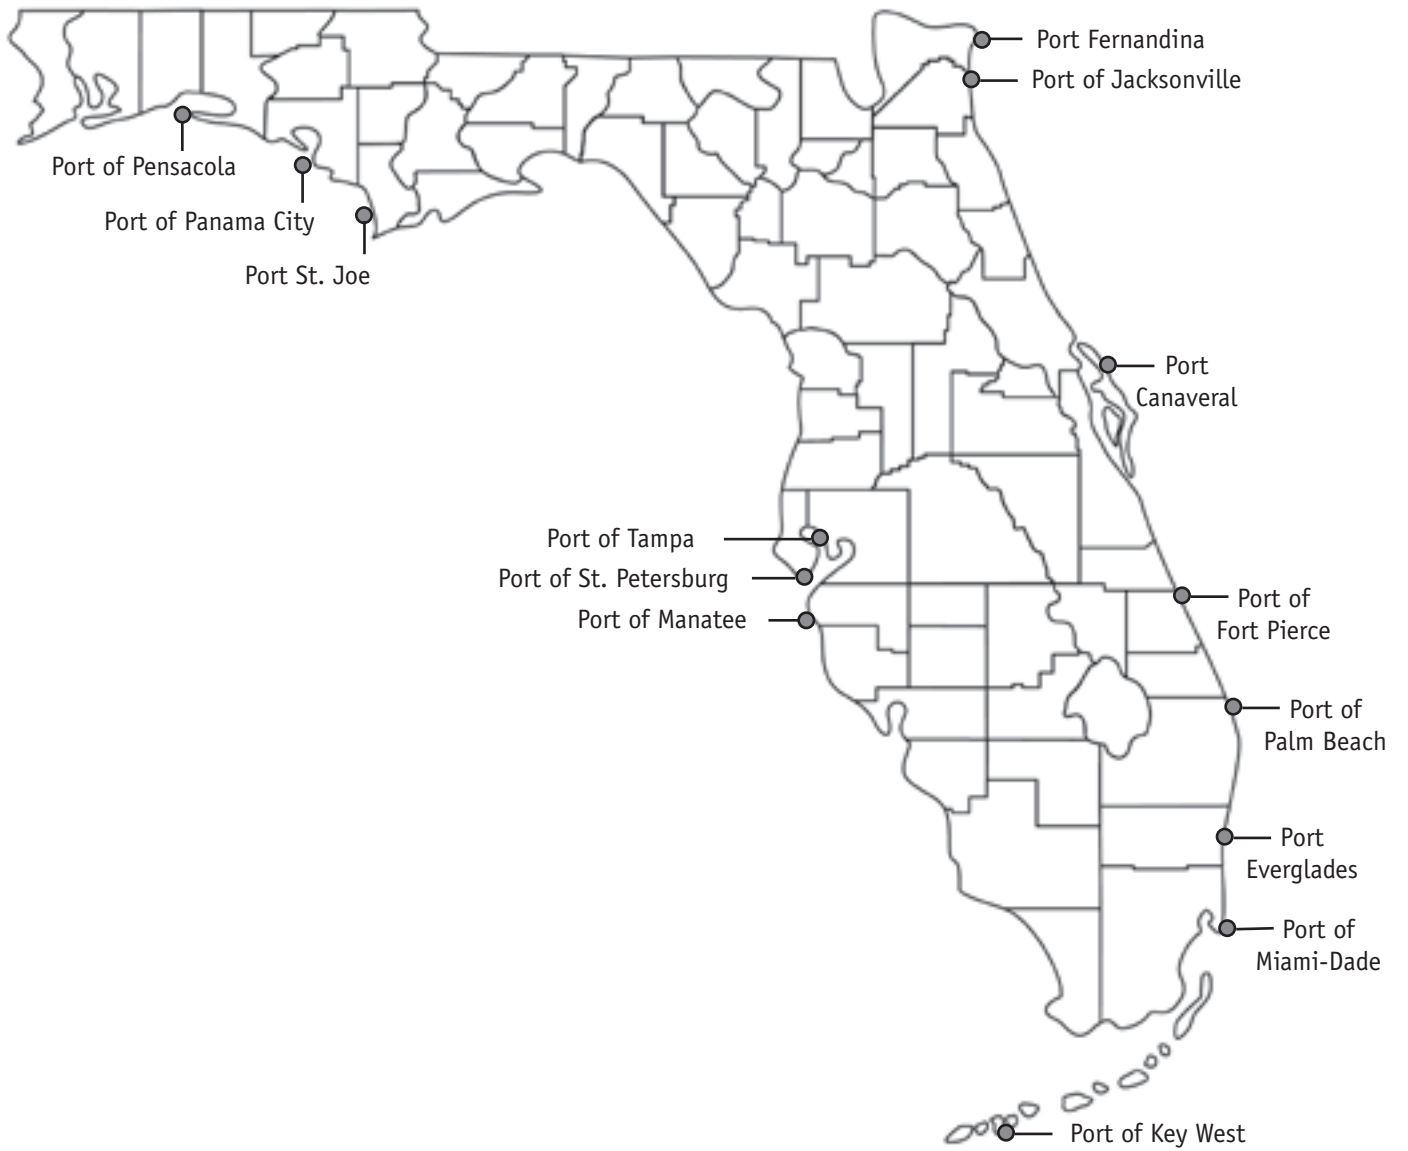 Port Fernandina
Port of Jacksonville
Port of Pensacola
Port of Panama City
Port St. Joe
Port
Canaveral
Port of Tampa
Port of St. Petersburg
Port of Manatee
Port of
Fort Pierce
Port of
Palm Beach
Port
Everglades
Port of
Miami-Dade
Port of Key West